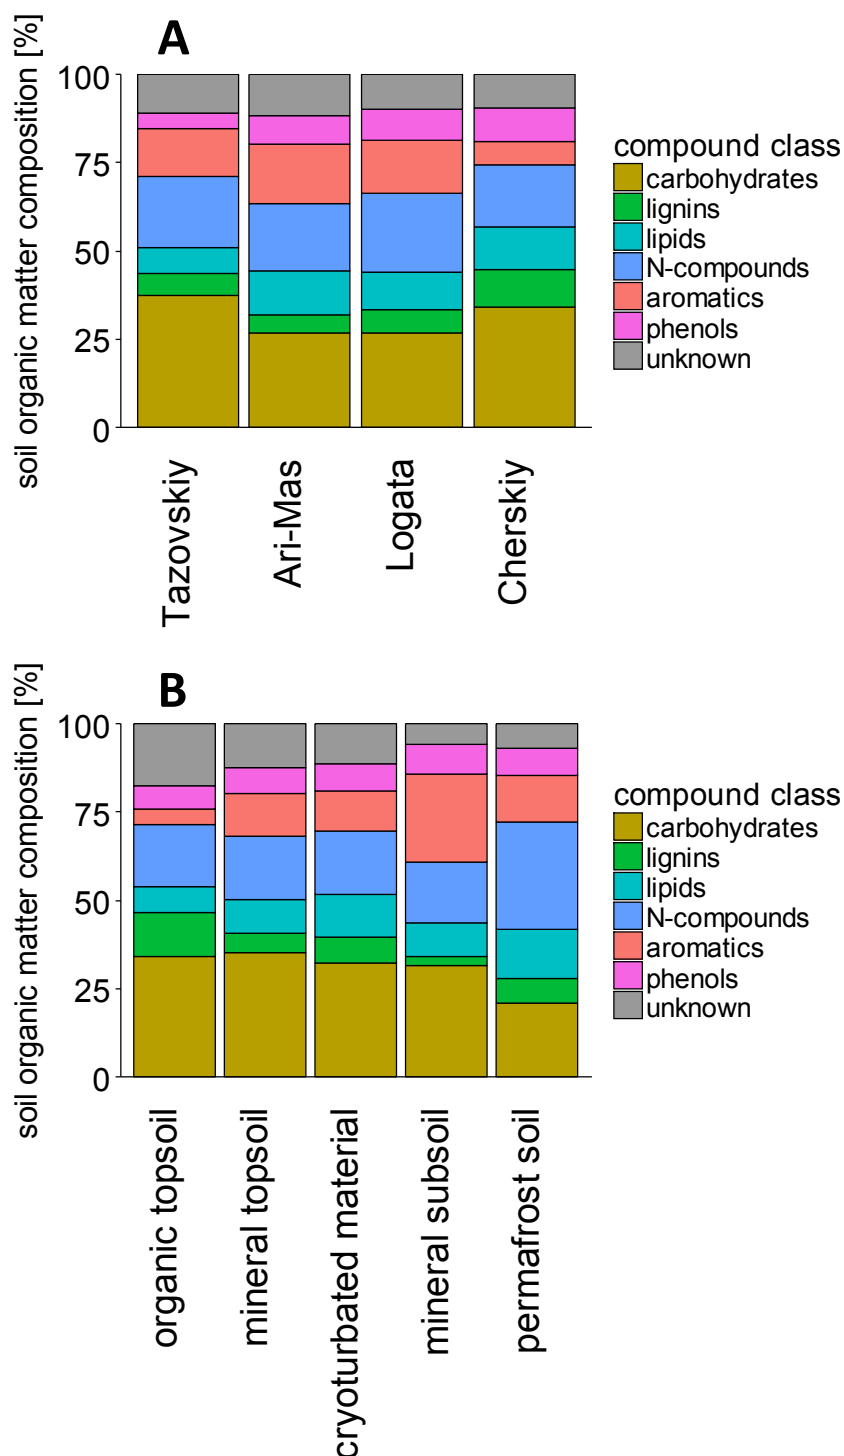 A
soil organic matter composition [%]
100
75
50
25
0
Tazovskiy
Ari-Mas
Logata
Cherskiy
compound class
carbohydrates
lignins
lipids
N-compounds
aromatics
phenols
unknown
B
soil organic matter composition [%]
100
75
50
25
0
organic topsoil
mineral topsoil
cryoturbated material
mineral subsoil
permafrost soil
compound class
carbohydrates
lignins
lipids
N-compounds
aromatics
phenols
unknown